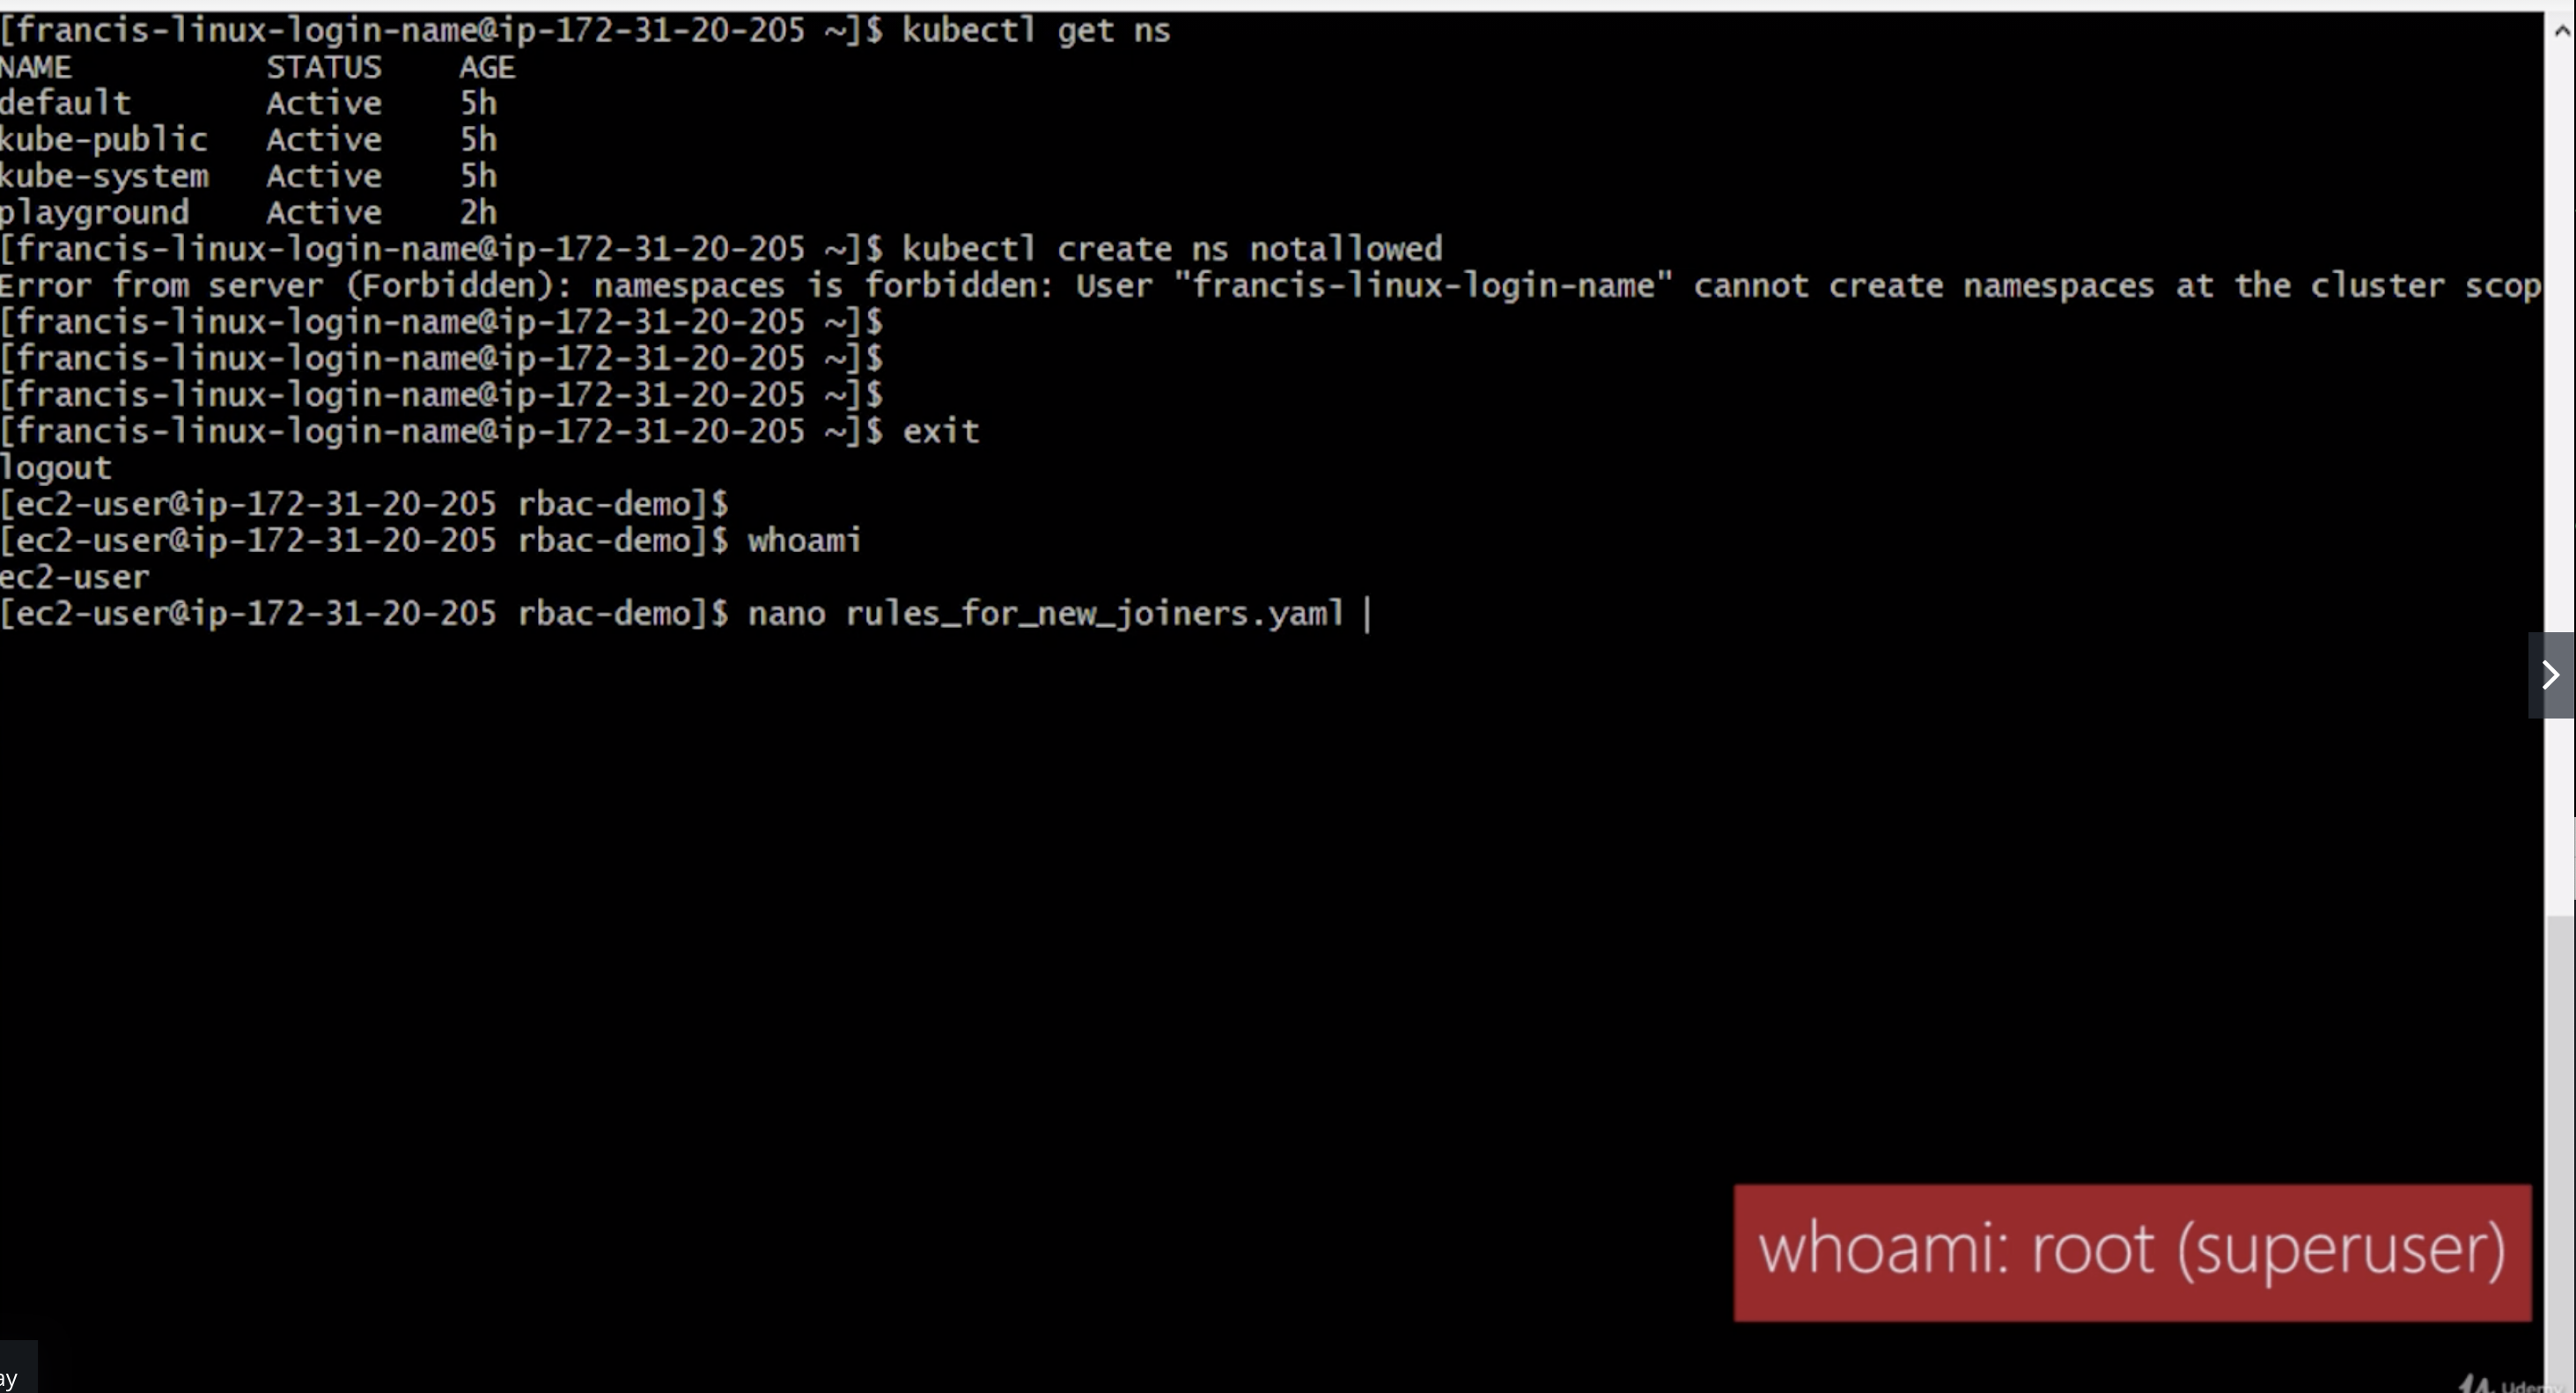 [francis-linux-login-name@ip-172-31-20-205 ~]$ kubectl get ns
NAME STATUS AGE
default Active 5h
kube-public Active 5h
kube-system Active 5h
playground Active 2h
[francis-linux-login-name@ip-172-31-20-205 ~]$ kubectl create ns notallowed
Error from server (Forbidden): namespaces is forbidden: User "francis-linux-login-name" cannot create namespaces at the cluster scop
[francis-linux-login-name@ip-172-31-20-205 ~]$
[francis-linux-login-name@ip-172-31-20-205 ~]$
[francis-linux-login-name@ip-172-31-20-205 ~]$
[francis-linux-login-name@ip-172-31-20-205 ~]$ exit
logout
[ec2-user@ip-172-31-20-205 rbac-demo]$
[ec2-user@ip-172-31-20-205 rbac-demo]$ whoami
ec2-user
[ec2-user@ip-172-31-20-205 rbac-demo]$ nano rules_for_new_joiners.yaml
whoami: root (superuser)
ay